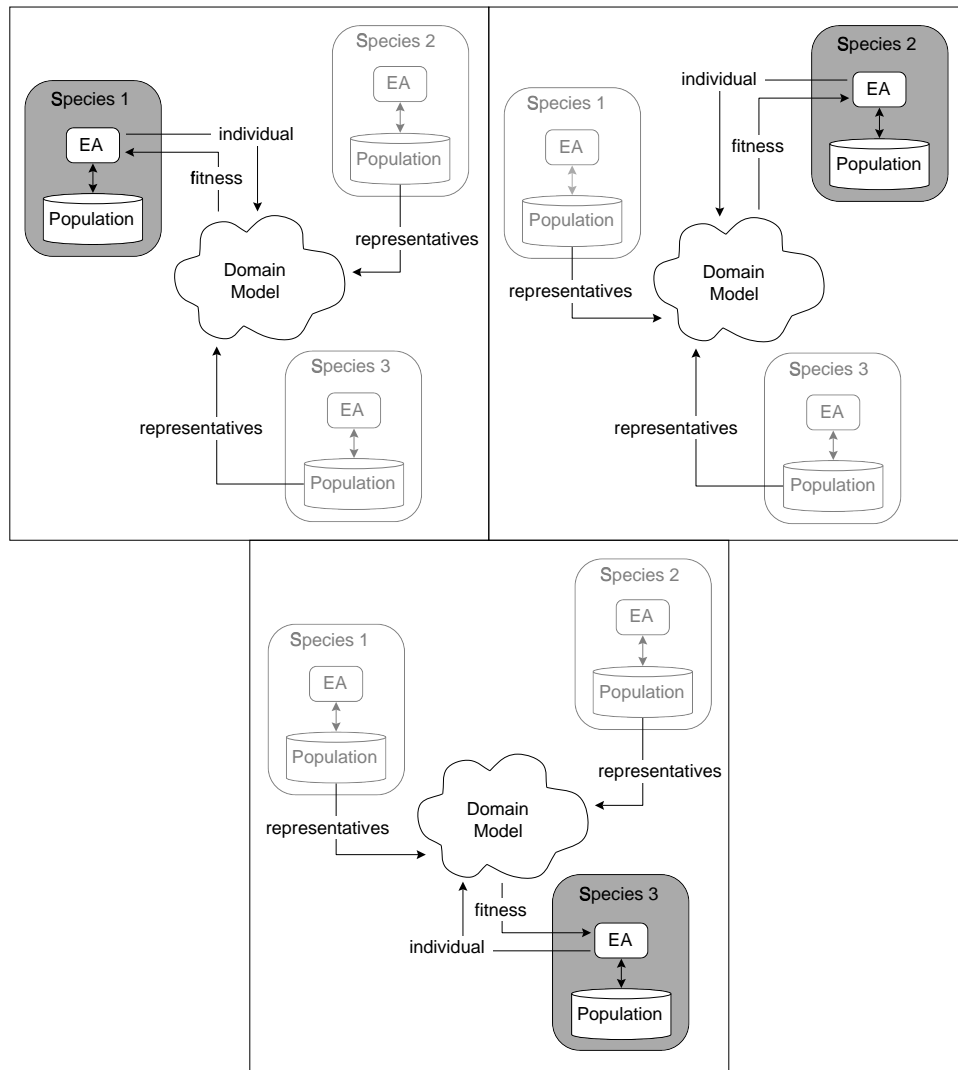 Species 2
EA
Population
representatives
Species 1
EA
Population
individual
fitness
Domain
Model
Species 3
EA
Population
representatives
Species 2
EA
Population
individual
fitness
Species 1
EA
Population
representatives
Domain
Model
Species 3
EA
Population
representatives
Species 2
EA
Population
representatives
Species 1
EA
Population
representatives
Domain
Model
Species 3
fitness
EA
individual
Population